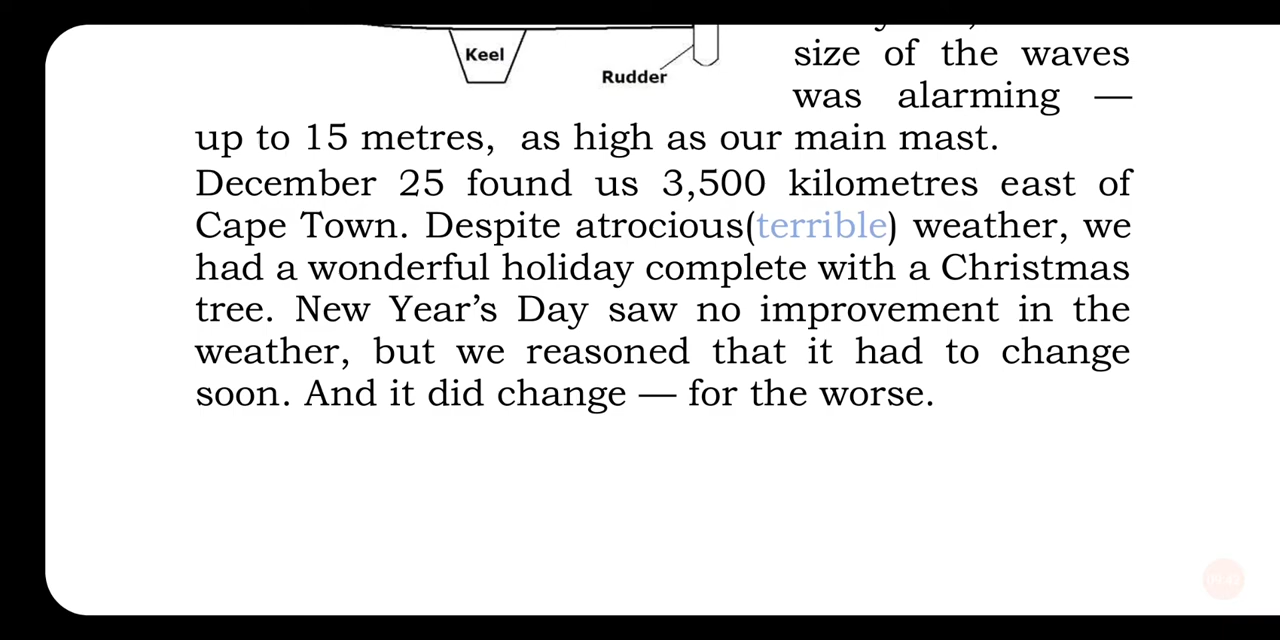 Keel
Rudder
size of the waves
was alarming —
up to 15 metres, as high as our main mast.
December 25 found us 3,500 kilometres east of
Cape Town. Despite atrocious(terrible) weather, we
had a wonderful holiday complete with a Christmas
tree. New Year’s Day saw no improvement in the
weather, but we reasoned that it had to change
soon. And it did change — for the worse.